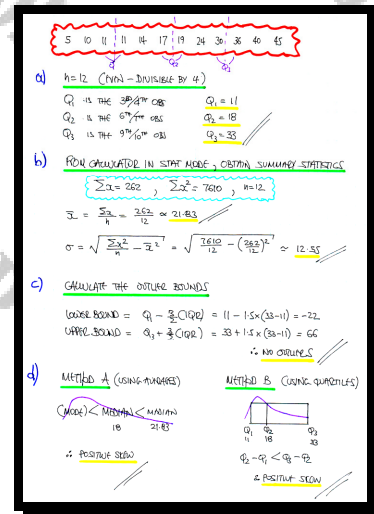 5 10 11 11 14 17 19 24 30 36 40 45
Q₁ Q₂ Q₃
a) n=12 (EVEN - DIVISIBLE BY 4)
Q₁ IS THE 3RD/4TH OBS Q₁ = 11
Q₂ IS THE 6TH/7TH OBS Q₂ = 18
Q₃ IS THE 9TH/10TH OBS Q₃ = 33
b) FROM CALCULATOR IN STAT MODE, OBTAIN SUMMARY STATISTICS
Σx = 262 , Σx² = 7610 , n=12
x̄ = Σx/n = 262/12 ≈ 21.83
σ = √(Σx²/n - x̄²) = √(7610/12 - (262/12)²) ≈ 12.55
c) CALCULATE THE OUTLIER BOUNDS
LOWER BOUND = Q₁ - 3/2(IQR) = 11 - 1.5×(33-11) = -22
UPPER BOUND = Q₃ + 3/2(IQR) = 33 + 1.5×(33-11) = 66
∴ NO OUTLIERS
d) METHOD A (USING AVERAGES)
(MODE) < MEDIAN < MEAN
18 21.83
∴ POSITIVE SKEW
METHOD B (USING QUARTILES)
Q₁ Q₂ Q₃
11 18 33
Q₂ - Q₁ < Q₃ - Q₂
∴ POSITIVE SKEW